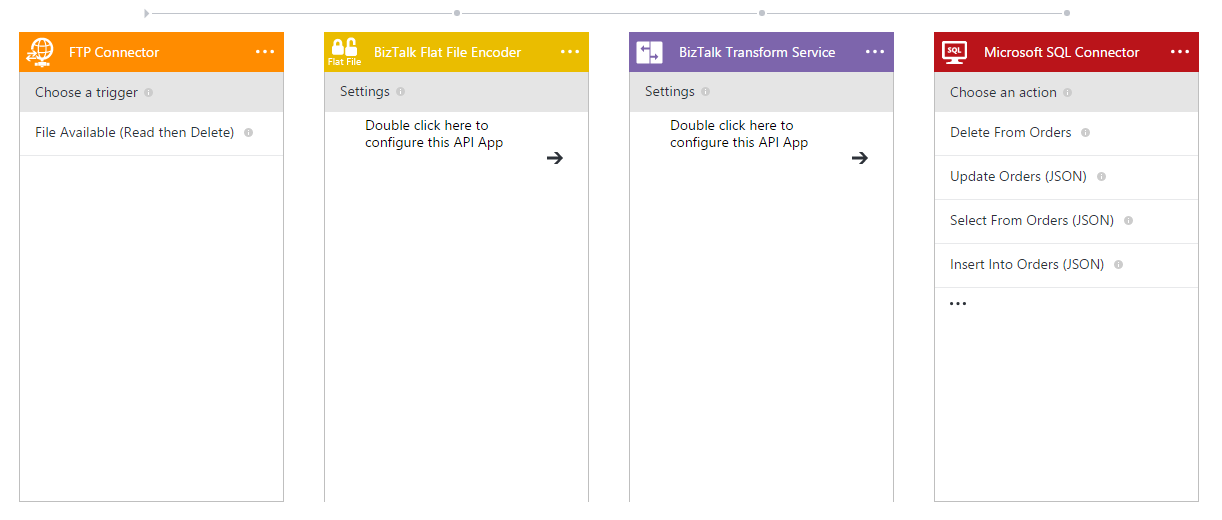 FTP Connector
Choose a trigger
File Available (Read then Delete)
Flat File
BizTalk Flat File Encoder
Settings
Double click here to
configure this API App
BizTalk Transform Service
Settings
Double click here to
configure this API App
SQL
Microsoft SQL Connector
Choose an action
Delete From Orders
Update Orders (JSON)
Select From Orders (JSON)
Insert Into Orders (JSON)